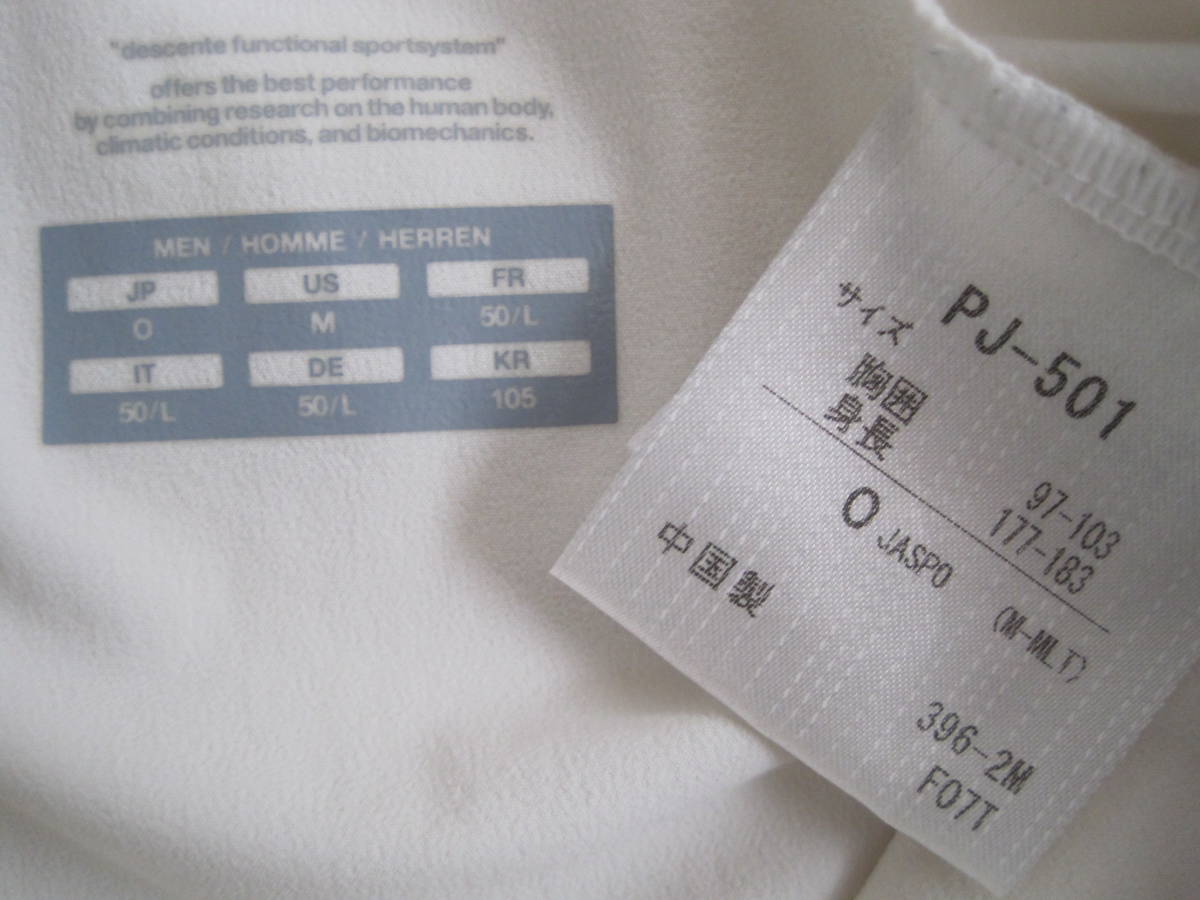 "descente functional sportsystem"
offers the best performance
by combining research on the human body,
climatic conditions, and biomechanics.
MEN / HOMME / HERREN
JP US FR
O M 50/L
IT DE KR
50/L 50/L 105
PJ-501
サイズ
胸囲 97-103
身長 177-183
O JASPO (M-MLT)
中国製
396-2M
F07T